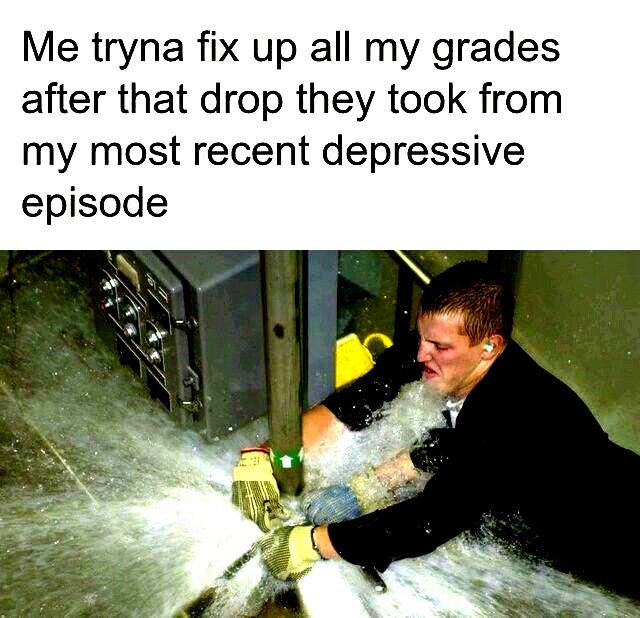 Me tryna fix up all my grades
after that drop they took from
my most recent depressive
episode